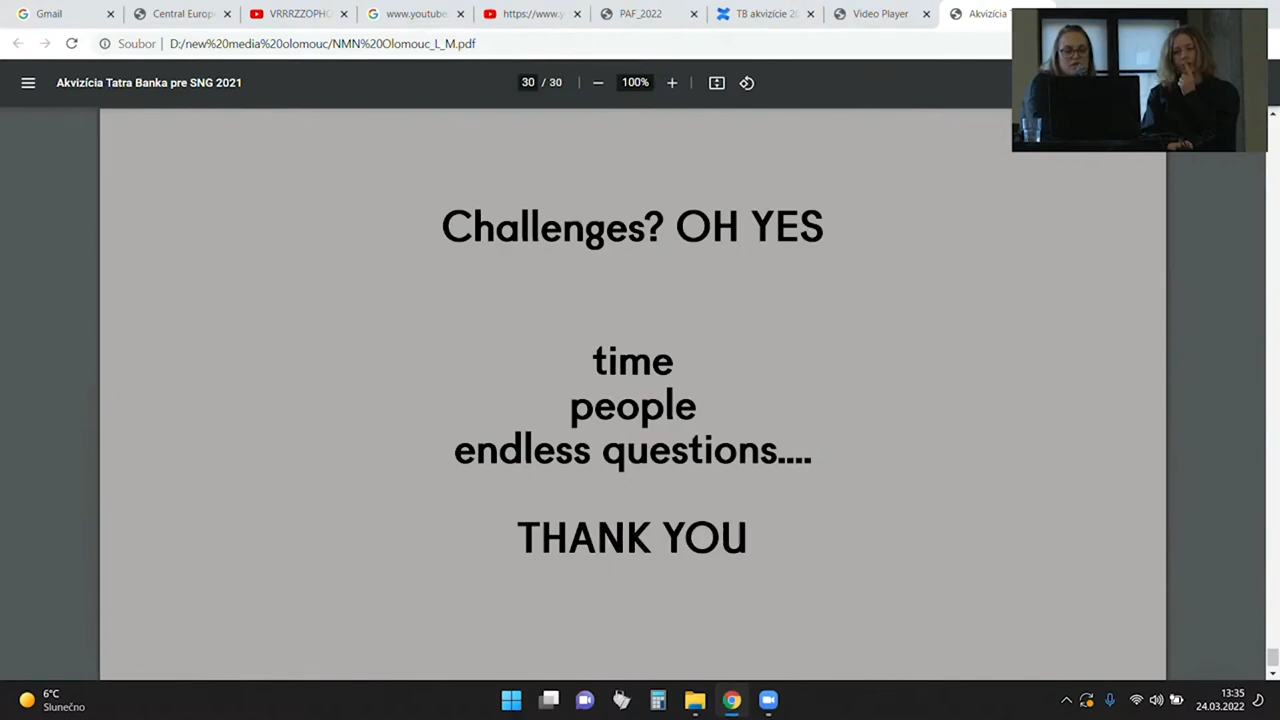 Gmail
Central Europ
VRRRZZOPHO
www.youtube.
https://www.y
PAF_2022
TB akvizície 20
Video Player
Akvizícia T
Soubor
D:/new%20media%20olomouc/NMN%20Olomouc_L_M.pdf
Akvizícia Tatra Banka pre SNG 2021
30 / 30
100%
Challenges? OH YES
time
people
endless questions....
THANK YOU
6°C
Slunečno
13:35
24.03.2022